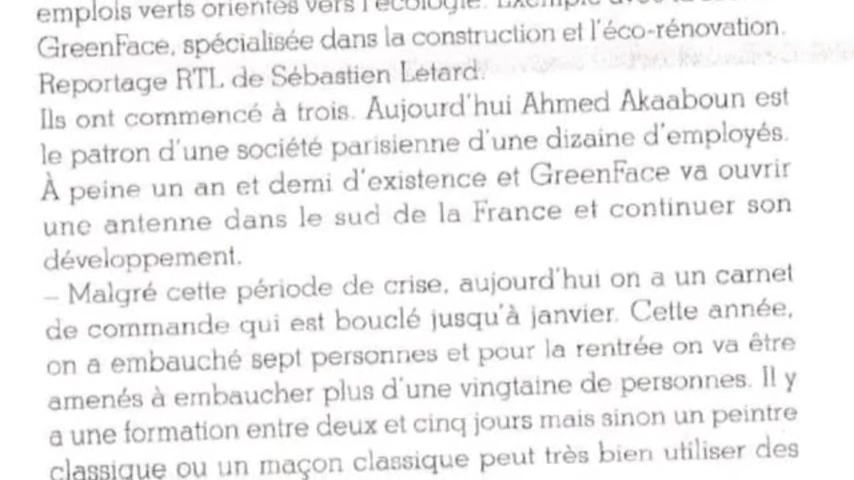 emplois verts orientés vers l'écologie.
GreenFace, spécialisée dans la construction et l'éco-rénovation.
Reportage RTL de Sébastien Letard.
Ils ont commencé à trois. Aujourd'hui Ahmed Akaaboun est
le patron d'une société parisienne d'une dizaine d'employés.
À peine un an et demi d'existence et GreenFace va ouvrir
une antenne dans le sud de la France et continuer son
développement.
– Malgré cette période de crise, aujourd'hui on a un carnet
de commande qui est bouclé jusqu'à janvier. Cette année,
on a embauché sept personnes et pour la rentrée on va être
amenés à embaucher plus d'une vingtaine de personnes. Il y
a une formation entre deux et cinq jours mais sinon un peintre
classique ou un maçon classique peut très bien utiliser des